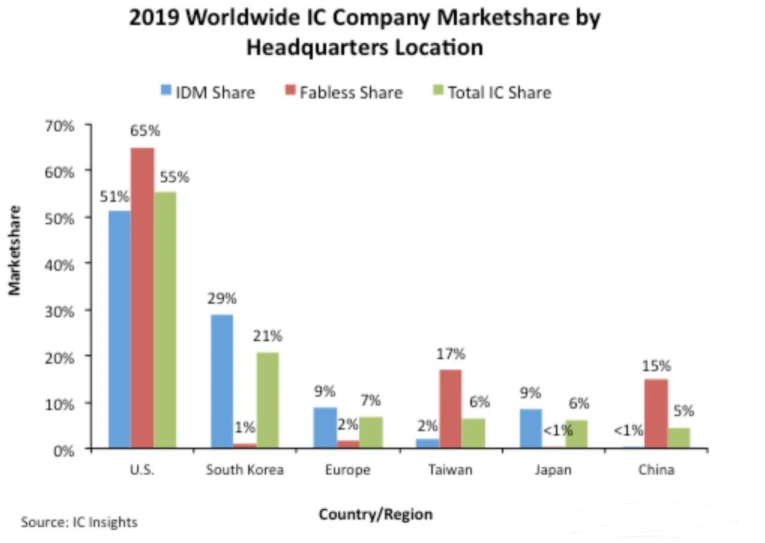 2019 Worldwide IC Company Marketshare by
Headquarters Location
IDM Share Fabless Share Total IC Share
70%
60%
50%
40%
30%
20%
10%
0%
Marketshare
51% 65% 55%
29% 1% 21%
9% 2% 7%
2% 17% 6%
9% <1% 6%
<1% 15% 5%
U.S. South Korea Europe Taiwan Japan China
Country/Region
Source: IC Insights